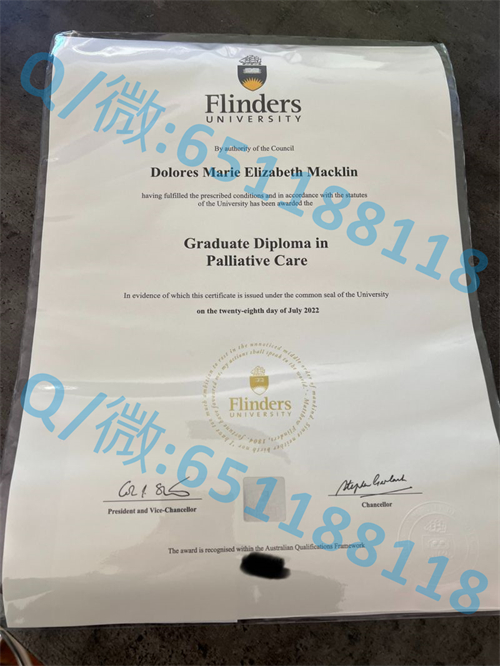 Flinders
UNIVERSITY
Q/微:651188118
By authority of the Council
Dolores Marie Elizabeth Macklin
having fulfilled the prescribed conditions and in accordance with the statutes
of the University has been awarded the
Graduate Diploma in
Palliative Care
In evidence of which this certificate is issued under the common seal of the University
on the twenty-eighth day of July 2022
Flinders
UNIVERSITY
Q/微:651188118
President and Vice-Chancellor
Chancellor
The award is recognised within the Australian Qualifications Framework